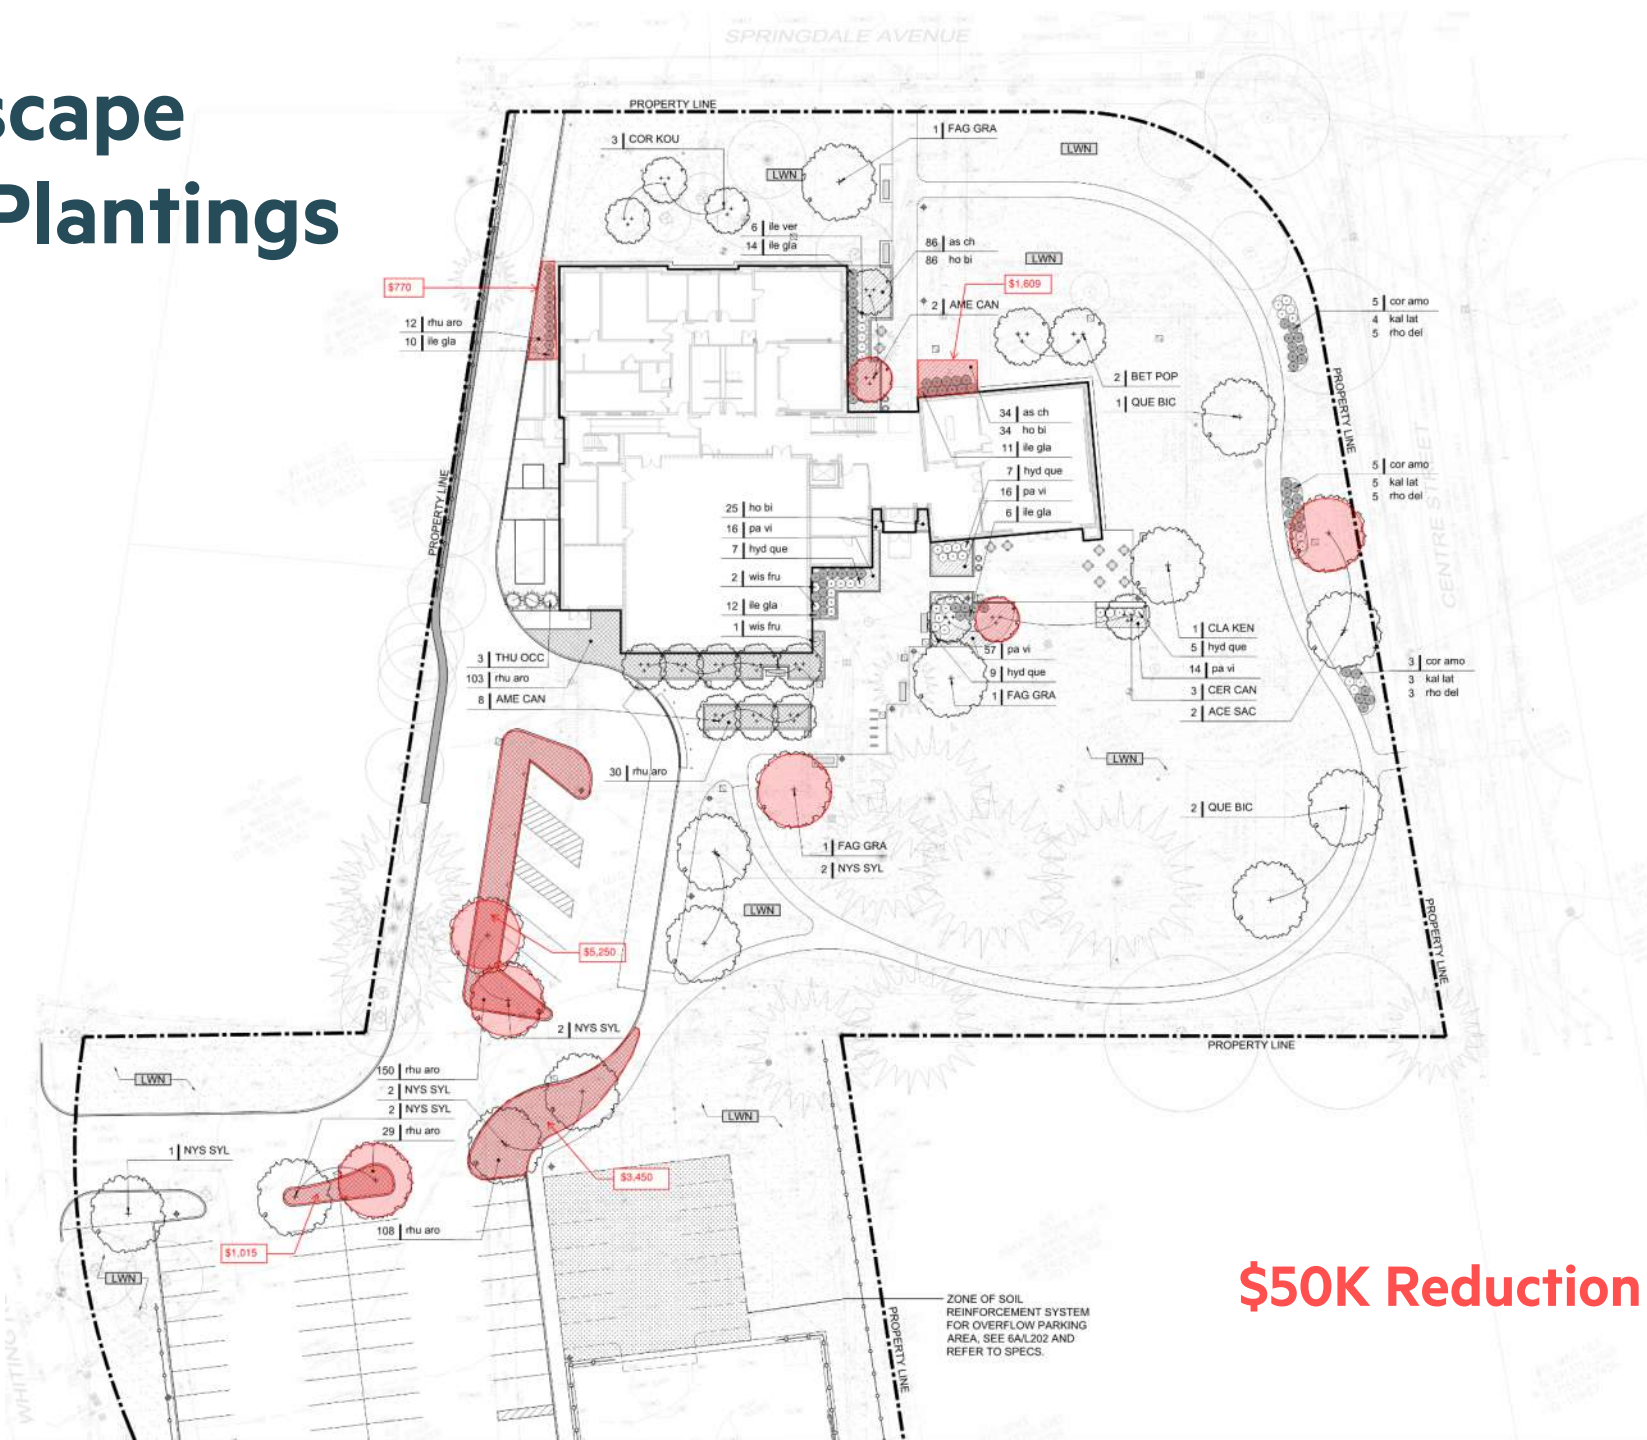 SPRINGDALE AVENUE
scape
Plantings
PROPERTY LINE
3 COR KOU
1 FAG GRA
LWN
LWN
6 ile ver
14 ile gla
86 as ch
86 ho bi
LWN
$770
$1,609
2 AME CAN
12 rhu aro
10 ile gla
5 cor amo
4 kal lat
5 rho del
2 BET POP
1 QUE BIC
PROPERTY LINE
34 as ch
34 ho bi
11 ile gla
7 hyd que
16 pa vi
6 ile gla
CENTRE STREET
5 cor amo
5 kal lat
5 rho del
PROPERTY LINE
25 ho bi
16 pa vi
7 hyd que
2 wis fru
12 ile gla
1 wis fru
3 THU OCC
103 rhu aro
8 AME CAN
57 pa vi
9 hyd que
1 FAG GRA
1 CLA KEN
5 hyd que
14 pa vi
3 CER CAN
2 ACE SAC
3 cor amo
3 kal lat
3 rho del
30 rhu aro
LWN
2 QUE BIC
1 FAG GRA
2 NYS SYL
LWN
PROPERTY LINE
$5,250
2 NYS SYL
PROPERTY LINE
150 rhu aro
2 NYS SYL
2 NYS SYL
29 rhu aro
LWN
LWN
1 NYS SYL
$3,450
108 rhu aro
$1,015
LWN
$50K Reduction
ZONE OF SOIL
REINFORCEMENT SYSTEM
FOR OVERFLOW PARKING
AREA, SEE 6A/L202 AND
REFER TO SPECS.
PROPERTY LINE